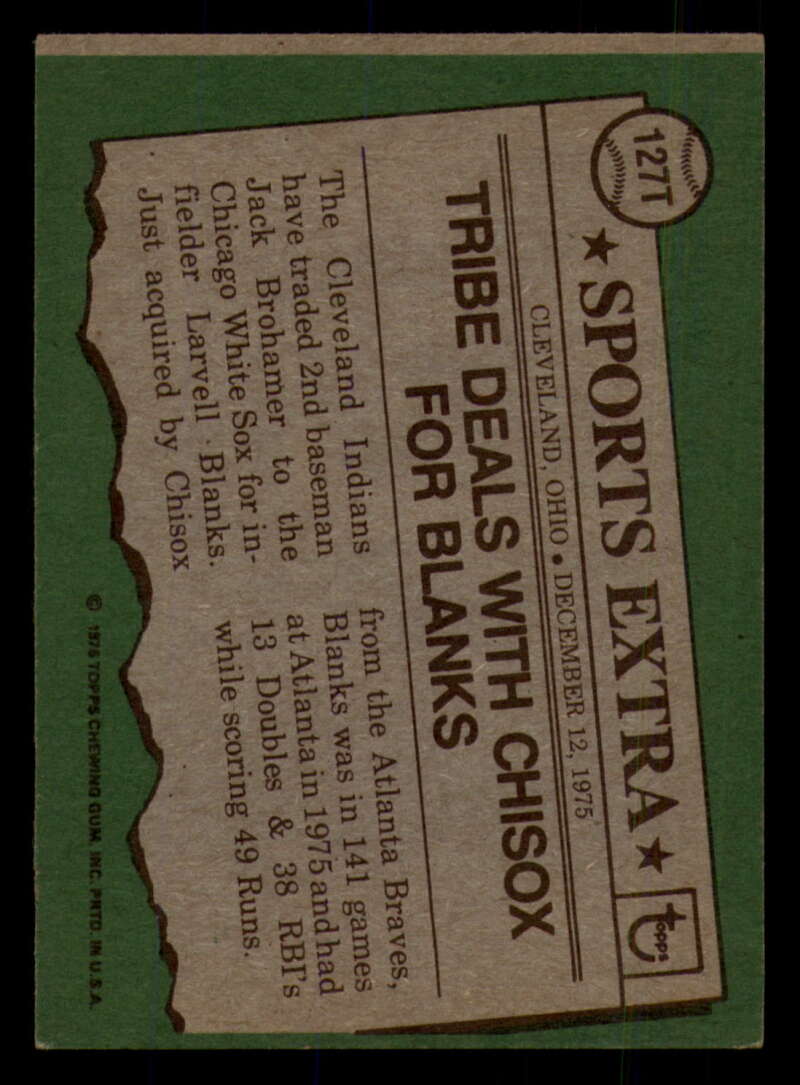 127T
★ SPORTS EXTRA ★
topps
CLEVELAND, OHIO • DECEMBER 12, 1975
TRIBE DEALS WITH CHISOX
FOR BLANKS
The Cleveland Indians
have traded 2nd baseman
Jack Brohamer to the
Chicago White Sox for in-
fielder Larvell Blanks.
Just acquired by Chisox
from the Atlanta Braves,
Blanks was in 141 games
at Atlanta in 1975 and had
13 Doubles & 38 RBI's
while scoring 49 Runs.
© 1976 TOPPS CHEWING GUM, INC. PRTD. IN U.S.A.